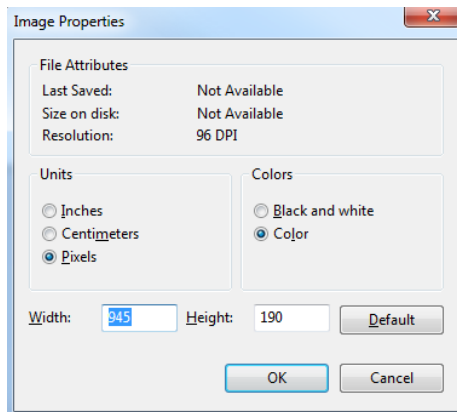 Image Properties
File Attributes
Last Saved: Not Available
Size on disk: Not Available
Resolution: 96 DPI
Units
Inches
Centimeters
Pixels
Colors
Black and white
Color
Width: 945 Height: 190 Default
OK Cancel